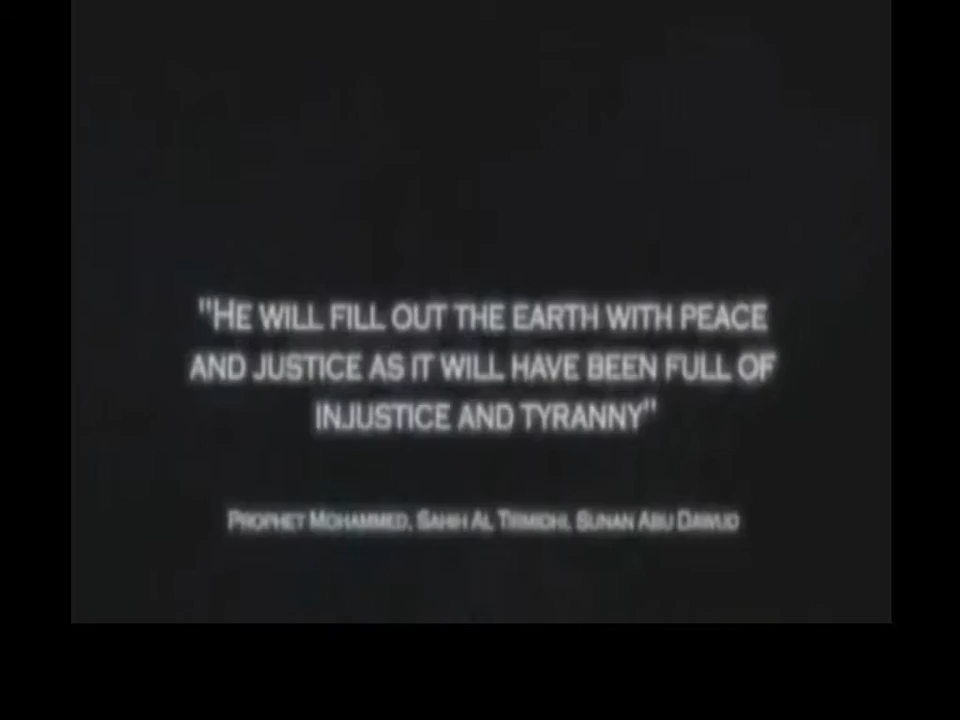 "HE WILL FILL OUT THE EARTH WITH PEACE
AND JUSTICE AS IT WILL HAVE BEEN FULL OF
INJUSTICE AND TYRANNY"
PROPHET MOHAMMED, SAHIH AL TIRMIDHI, SUNAN ABU DAWUD